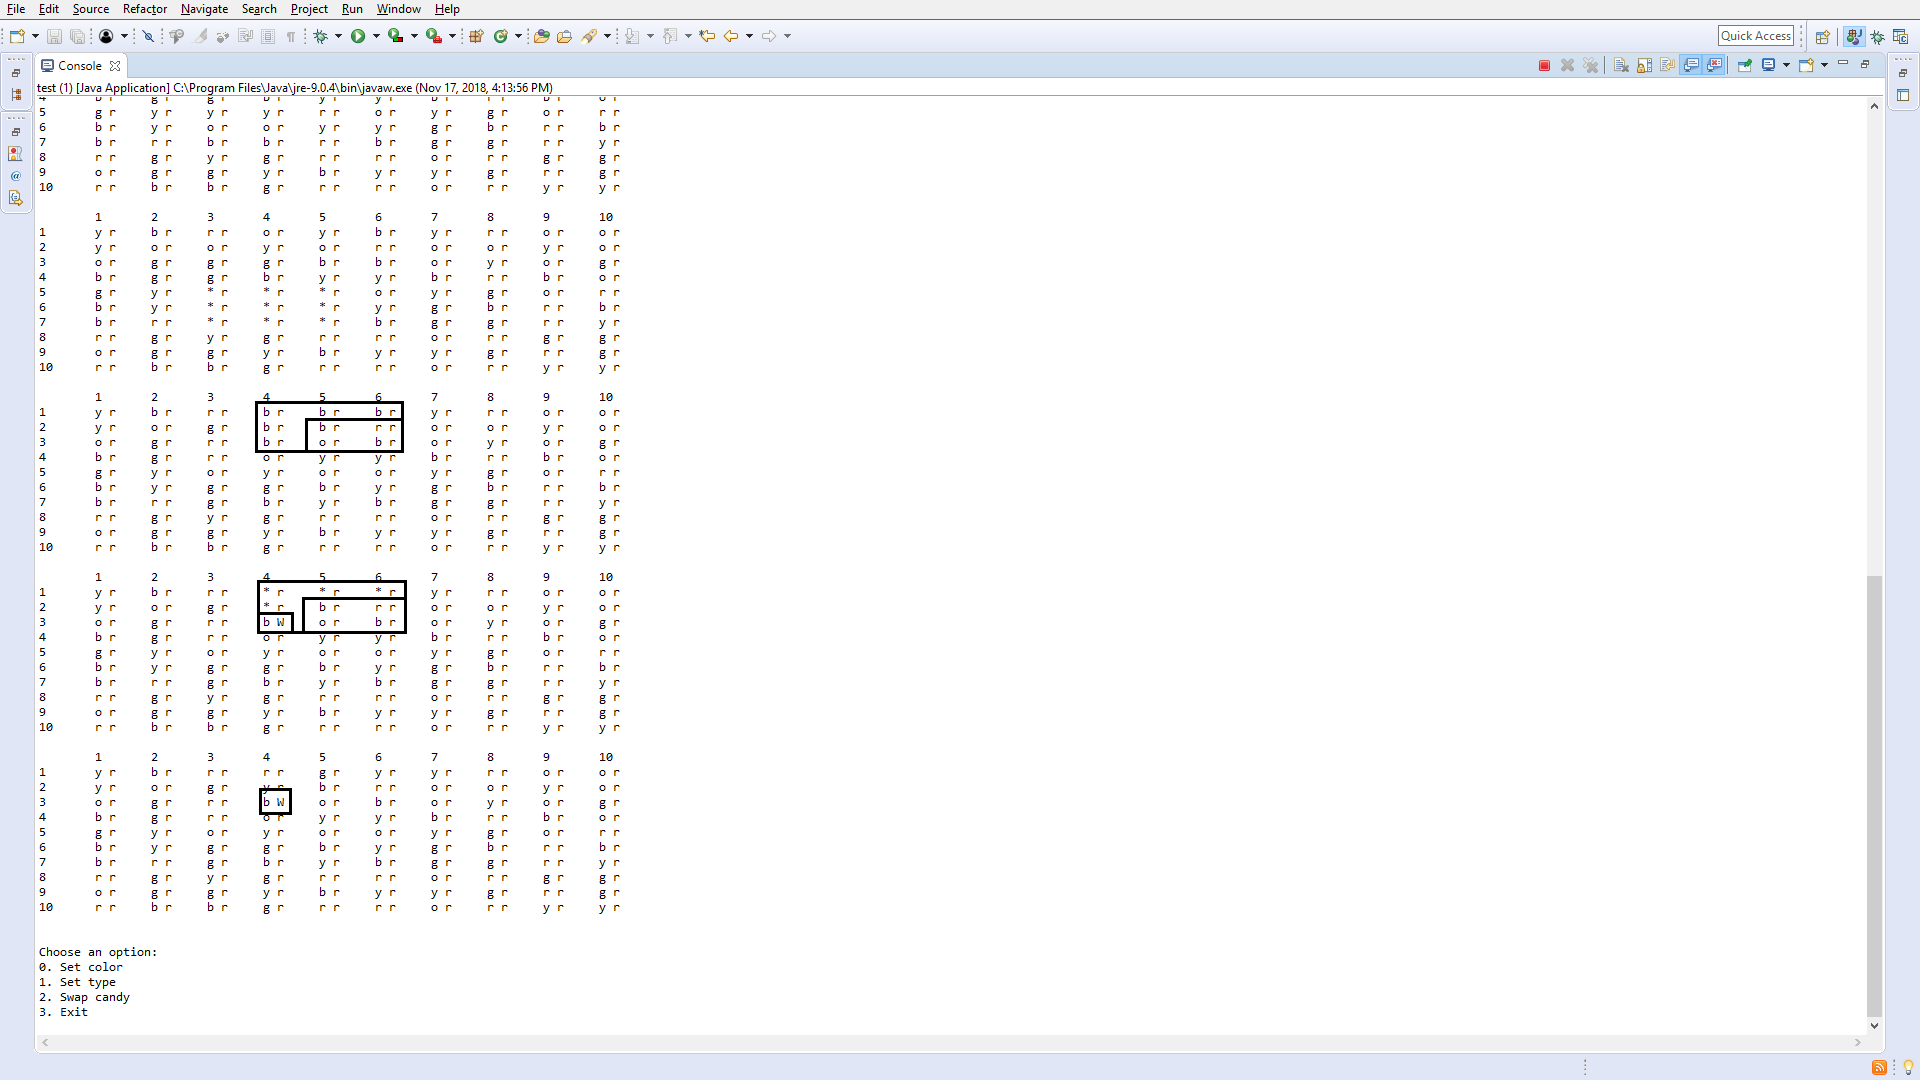 File Edit Source Refactor Navigate Search Project Run Window Help
Quick Access
Console
test (1) [Java Application] C:\Program Files\Java\jre-9.0.4\bin\javaw.exe (Nov 17, 2018, 4:13:56 PM)
4 b r g r g r b r y r y r b r r r b r o r
5 g r y r y r y r r r o r y r g r o r r r
6 b r y r o r o r y r y r g r b r r r b r
7 b r r r b r b r r r b r g r g r r r y r
8 r r g r y r g r r r r r o r r r g r g r
9 o r g r g r y r b r y r y r g r r r g r
10 r r b r b r g r r r r r o r r r y r y r
1 2 3 4 5 6 7 8 9 10
1 y r b r r r o r y r b r y r r r o r o r
2 y r o r o r y r o r r r o r o r y r o r
3 o r g r g r g r b r b r o r y r o r g r
4 b r g r g r b r y r y r b r r r b r o r
5 g r y r * r * r * r o r y r g r o r r r
6 b r y r * r * r * r y r g r b r r r b r
7 b r r r * r * r * r b r g r g r r r y r
8 r r g r y r g r r r r r o r r r g r g r
9 o r g r g r y r b r y r y r g r r r g r
10 r r b r b r g r r r r r o r r r y r y r
1 2 3 4 5 6 7 8 9 10
1 y r b r r r b r b r b r y r r r o r o r
2 y r o r g r b r b r r r o r o r y r o r
3 o r g r r r b r o r b r o r y r o r g r
4 b r g r r r o r y r y r b r r r b r o r
5 g r y r o r y r o r o r y r g r o r r r
6 b r y r g r g r b r y r g r b r r r b r
7 b r r r g r b r y r b r g r g r r r y r
8 r r g r y r g r r r r r o r r r g r g r
9 o r g r g r y r b r y r y r g r r r g r
10 r r b r b r g r r r r r o r r r y r y r
1 2 3 4 5 6 7 8 9 10
1 y r b r r r * r * r * r y r r r o r o r
2 y r o r g r * r b r r r o r o r y r o r
3 o r g r r r b W o r b r o r y r o r g r
4 b r g r r r o r y r y r b r r r b r o r
5 g r y r o r y r o r o r y r g r o r r r
6 b r y r g r g r b r y r g r b r r r b r
7 b r r r g r b r y r b r g r g r r r y r
8 r r g r y r g r r r r r o r r r g r g r
9 o r g r g r y r b r y r y r g r r r g r
10 r r b r b r g r r r r r o r r r y r y r
1 2 3 4 5 6 7 8 9 10
1 y r b r r r r r g r y r y r r r o r o r
2 y r o r g r y r b r r r o r o r y r o r
3 o r g r r r b W o r b r o r y r o r g r
4 b r g r r r o r y r y r b r r r b r o r
5 g r y r o r y r o r o r y r g r o r r r
6 b r y r g r g r b r y r g r b r r r b r
7 b r r r g r b r y r b r g r g r r r y r
8 r r g r y r g r r r r r o r r r g r g r
9 o r g r g r y r b r y r y r g r r r g r
10 r r b r b r g r r r r r o r r r y r y r
Choose an option:
0. Set color
1. Set type
2. Swap candy
3. Exit